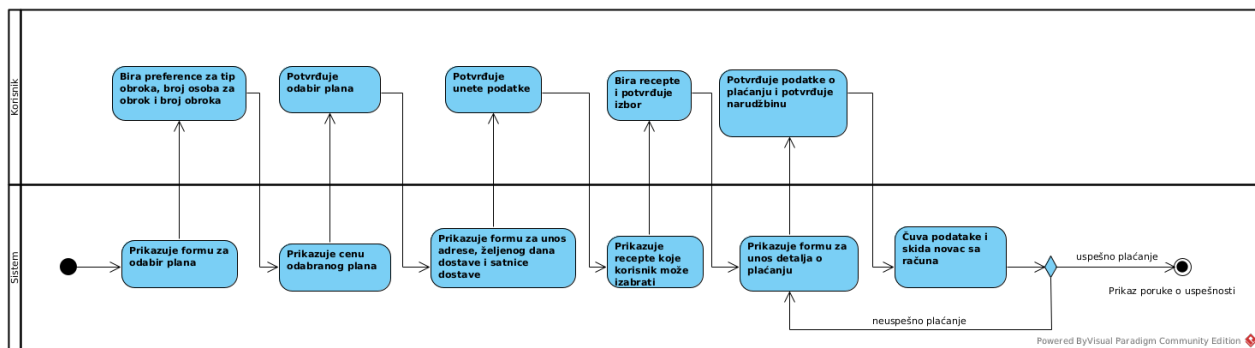 Korisnik
Bira preference za tip
obroka, broj osoba za
obrok i broj obroka
Potvrđuje
odabir plana
Potvrđuje
unete podatke
Bira recepte
i potvrđuje
izbor
Potvrđuje podatke o
plaćanju i potvrđuje
narudžbinu
Sistem
Prikazuje formu za
odabir plana
Prikazuje cenu
odabranog plana
Prikazuje formu za unos
adrese, željenog dana
dostave i satnice
dostave
Prikazuje
recepte koje
korisnik može
izabrati
Prikazuje formu za
unos detalja o
plaćanju
Čuva podatake i
skida novac sa
računa
uspešno plaćanje
Prikaz poruke o uspešnosti
neuspešno plaćanje
Powered ByVisual Paradigm Community Edition